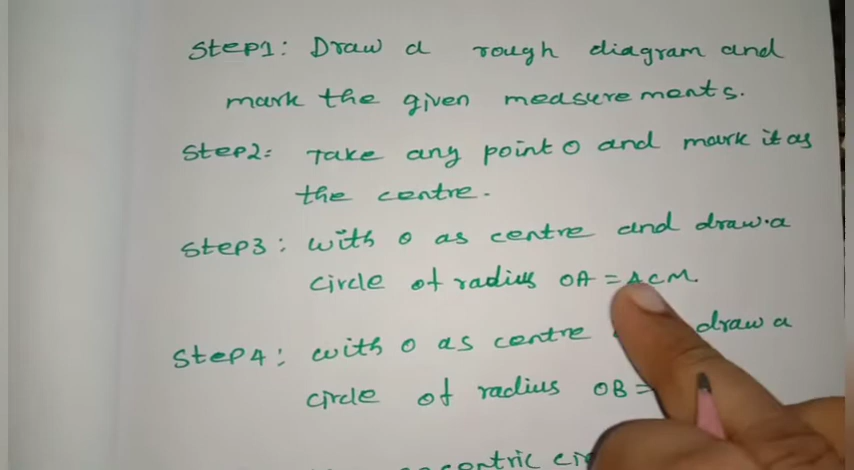 Step1: Draw a rough diagram and
mark the given measurements.
Step2: Take any point O and mark it as
the centre.
Step3: with O as centre and draw a
circle of radius OA = 4CM.
Step4: with O as centre draw a
circle of radius OB =